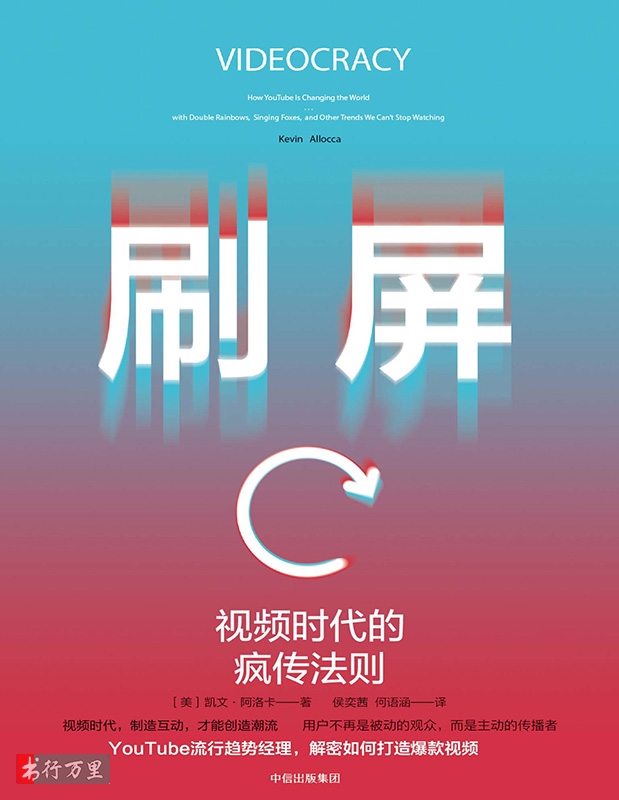 VIDEOCRACY
How YouTube Is Changing the World
...
with Double Rainbows, Singing Foxes, and Other Trends We Can't Stop Watching
Kevin Allocca
刷屏
视频时代的
疯传法则
[美] 凯文·阿洛卡——著 侯奕茜 何语涵——译
视频时代，制造互动，才能创造潮流 用户不再是被动的观众，而是主动的传播者
YouTube流行趋势经理，解密如何打造爆款视频
书行万里
中信出版集团